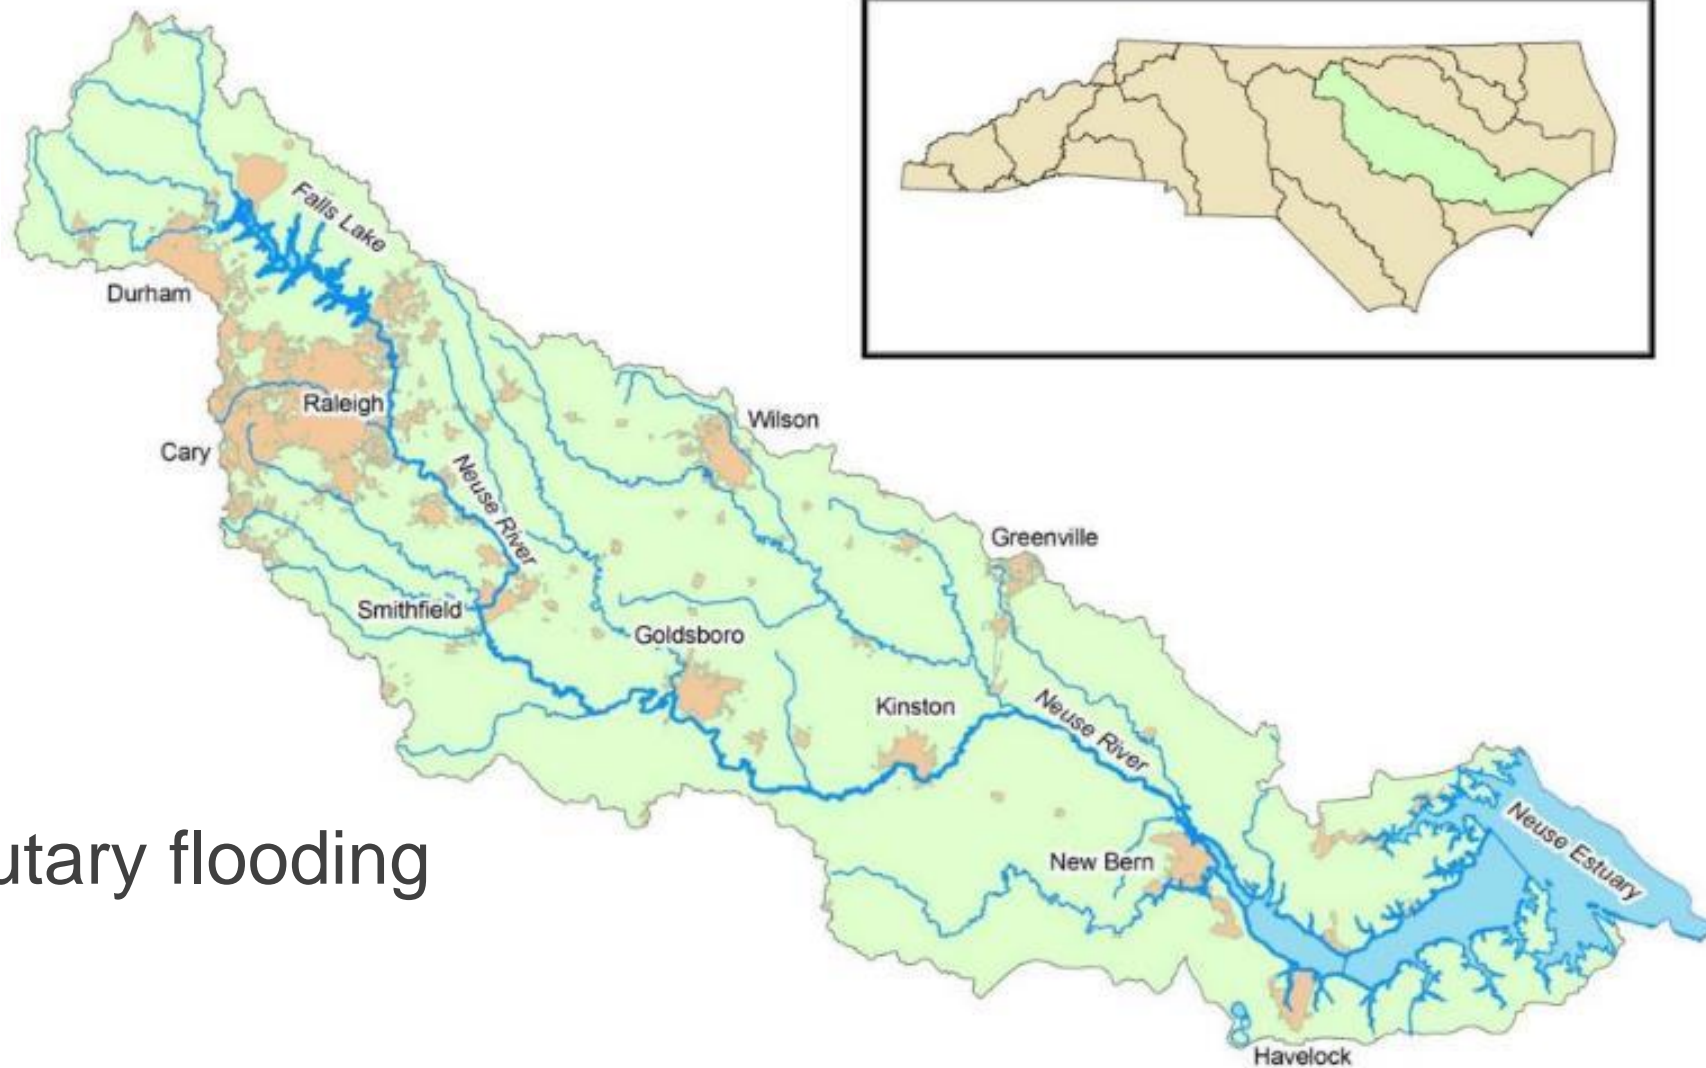 Falls Lake
Durham
Raleigh
Wilson
Cary
Neuse River
Greenville
Smithfield
Goldsboro
Kinston
Neuse River
Neuse Estuary
utary flooding
New Bern
Havelock